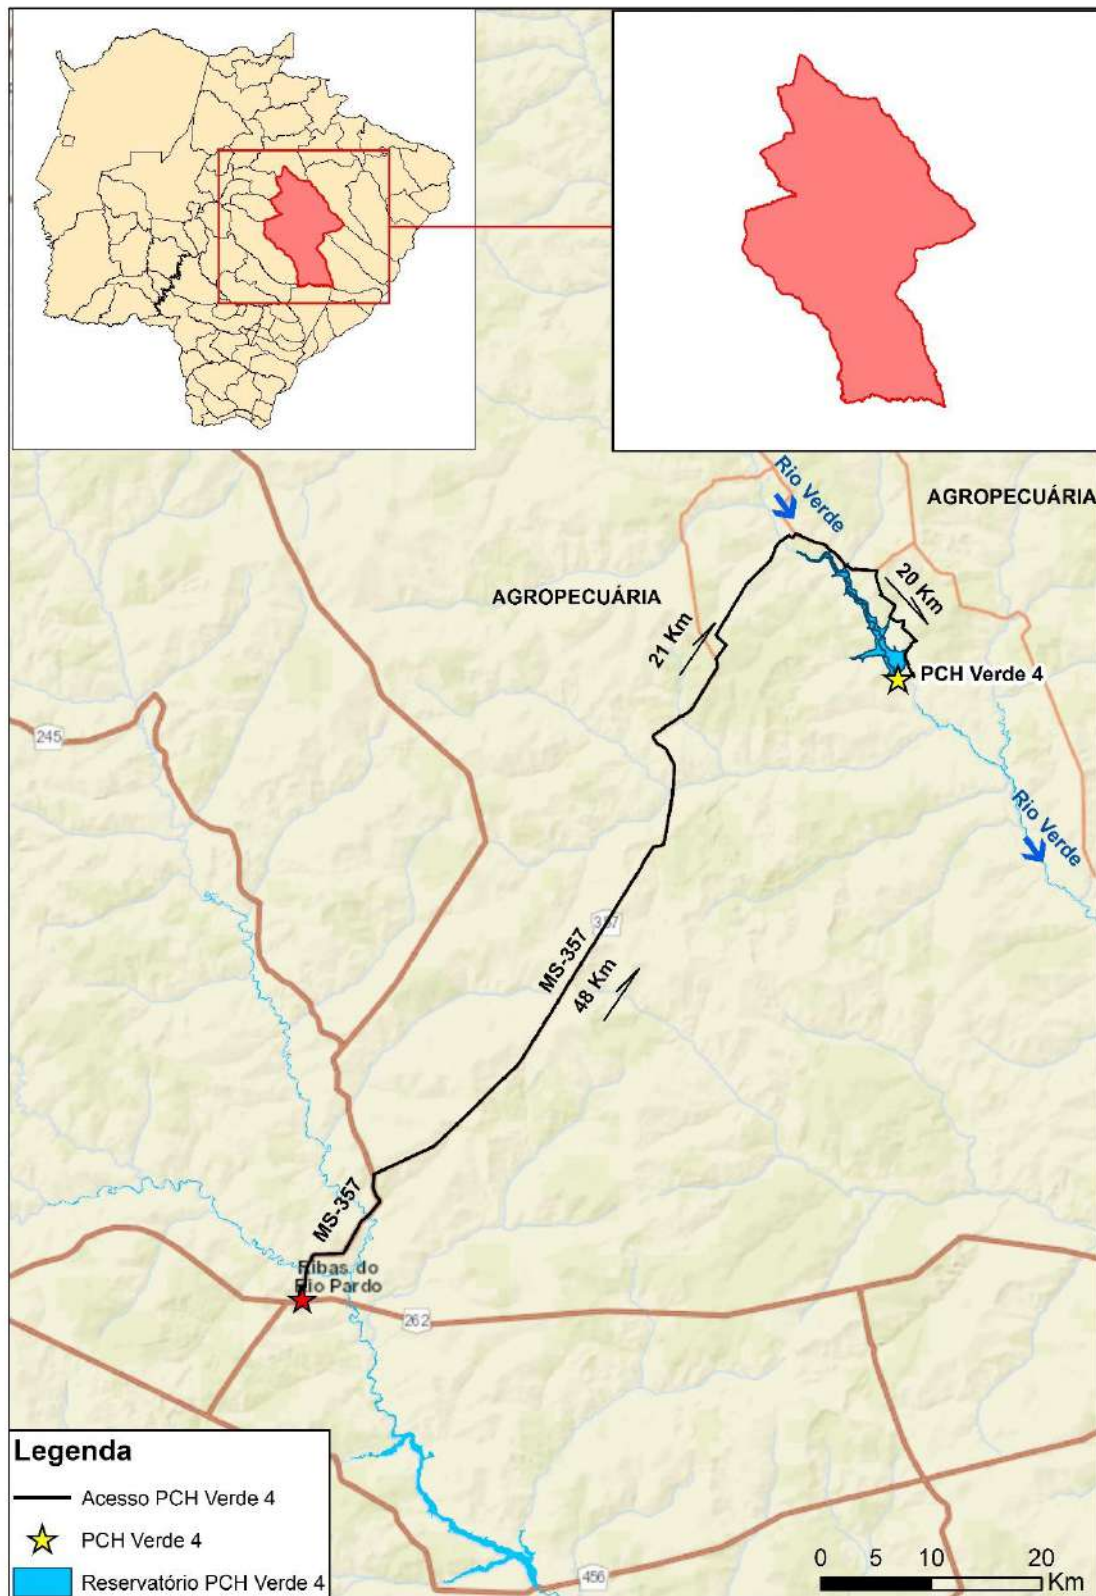 Rio Verde
AGROPECUÁRIA
AGROPECUÁRIA
20 Km
21 Km
PCH Verde 4
245
Rio Verde
357
MS-357
48 Km
MS-357
Ribas do
Rio Pardo
262
Legenda
Acesso PCH Verde 4
PCH Verde 4
Reservatório PCH Verde 4
0 5 10 20
Km
456